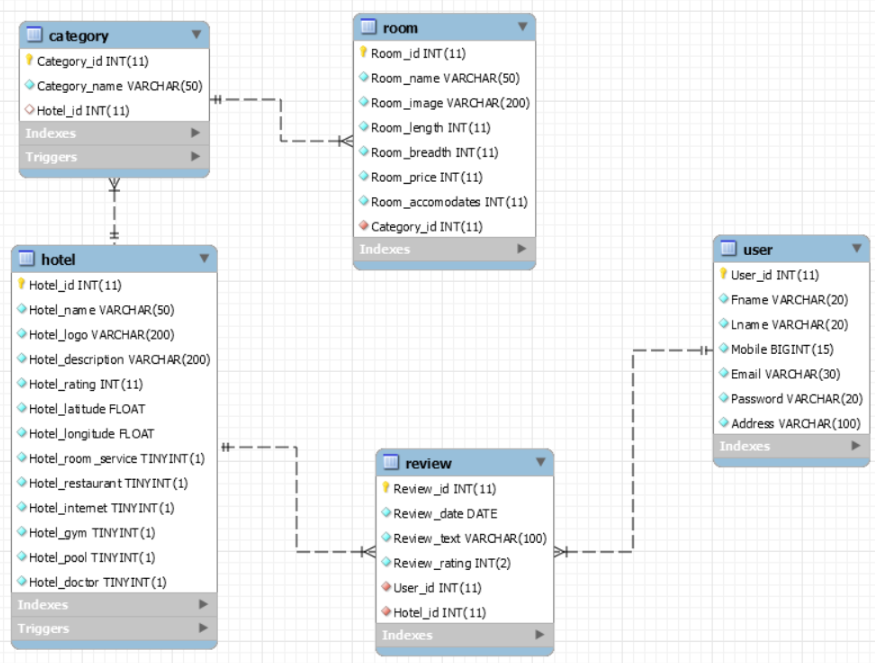 category
Category_id INT(11)
Category_name VARCHAR(50)
Hotel_id INT(11)
Indexes
Triggers
room
Room_id INT(11)
Room_name VARCHAR(50)
Room_image VARCHAR(200)
Room_length INT(11)
Room_breadth INT(11)
Room_price INT(11)
Room_accomodates INT(11)
Category_id INT(11)
Indexes
hotel
Hotel_id INT(11)
Hotel_name VARCHAR(50)
Hotel_logo VARCHAR(200)
Hotel_description VARCHAR(200)
Hotel_rating INT(11)
Hotel_latitude FLOAT
Hotel_longitude FLOAT
Hotel_room_service TINYINT(1)
Hotel_restaurant TINYINT(1)
Hotel_internet TINYINT(1)
Hotel_gym TINYINT(1)
Hotel_pool TINYINT(1)
Hotel_doctor TINYINT(1)
Indexes
Triggers
user
User_id INT(11)
Fname VARCHAR(20)
Lname VARCHAR(20)
Mobile BIGINT(15)
Email VARCHAR(30)
Password VARCHAR(20)
Address VARCHAR(100)
Indexes
review
Review_id INT(11)
Review_date DATE
Review_text VARCHAR(100)
Review_rating INT(2)
User_id INT(11)
Hotel_id INT(11)
Indexes